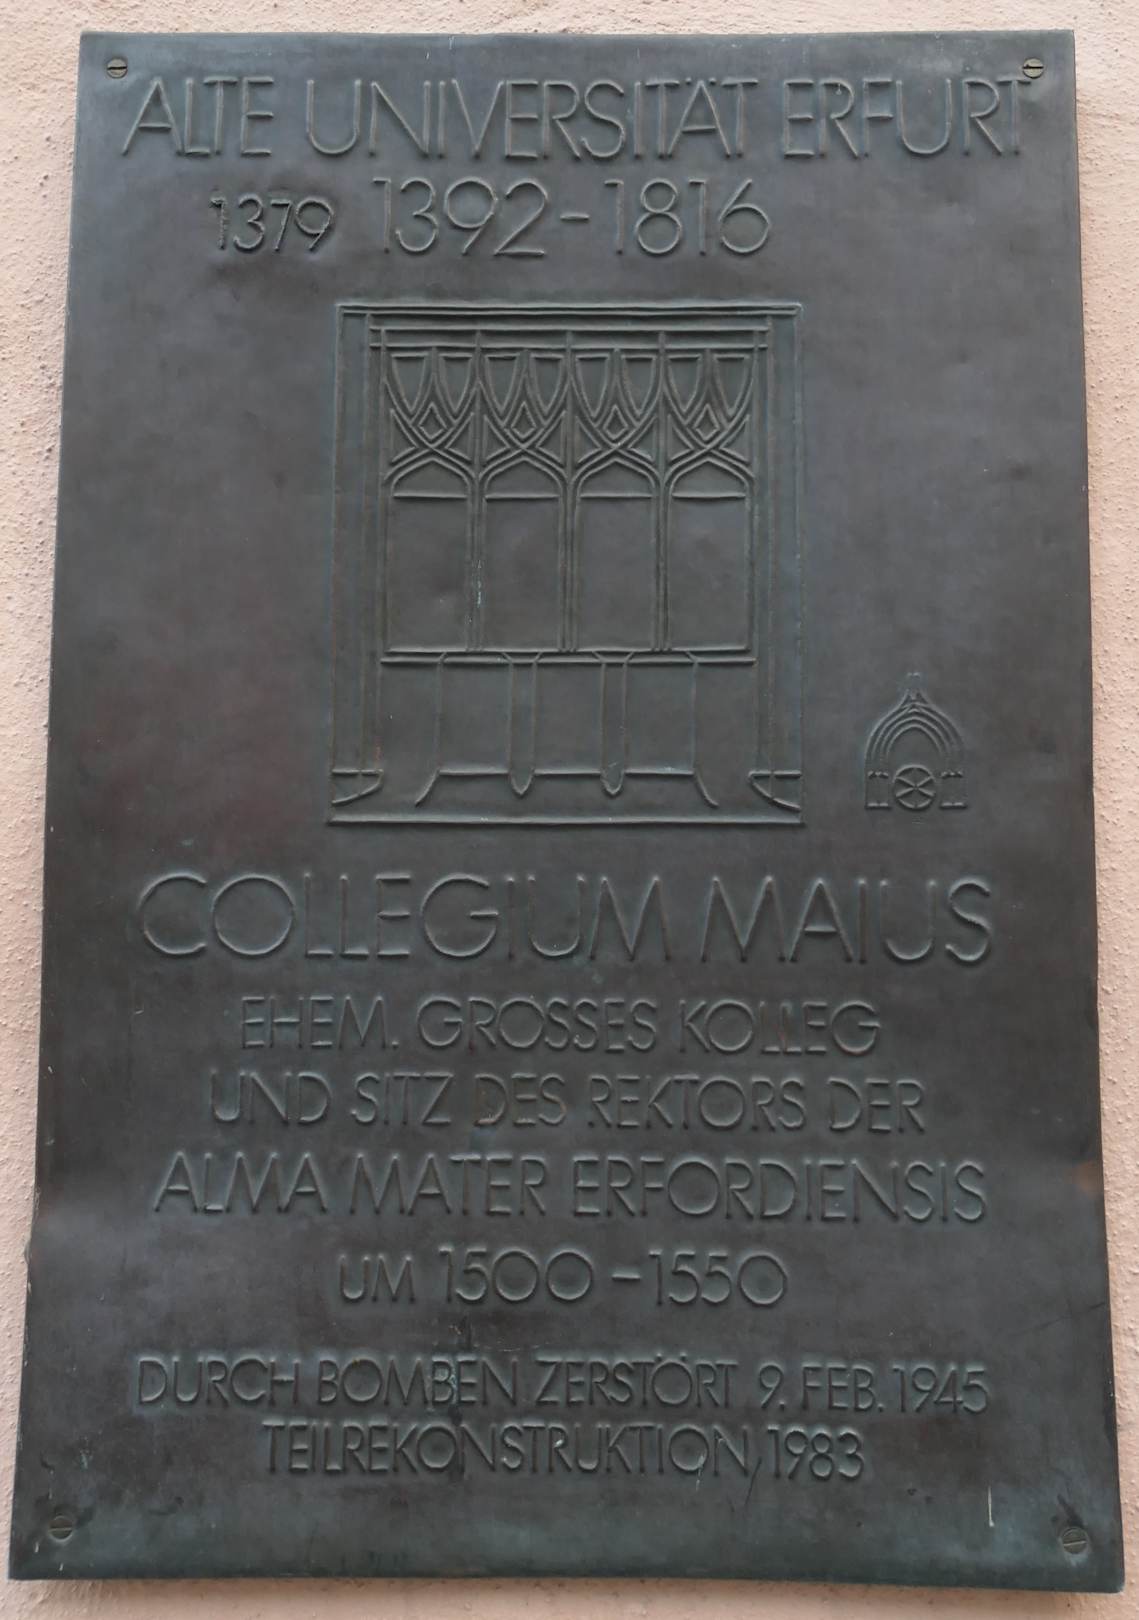 ALTE UNIVERSITÄT ERFURT
1379 1392-1816
COLLEGIUM MAIUS
EHEM. GROSSES KOLLEG
UND SITZ DES REKTORS DER
ALMA MATER ERFORDIENSIS
UM 1500-1550
DURCH BOMBEN ZERSTÖRT 9. FEB. 1945
TEILREKONSTRUKTION, 1983